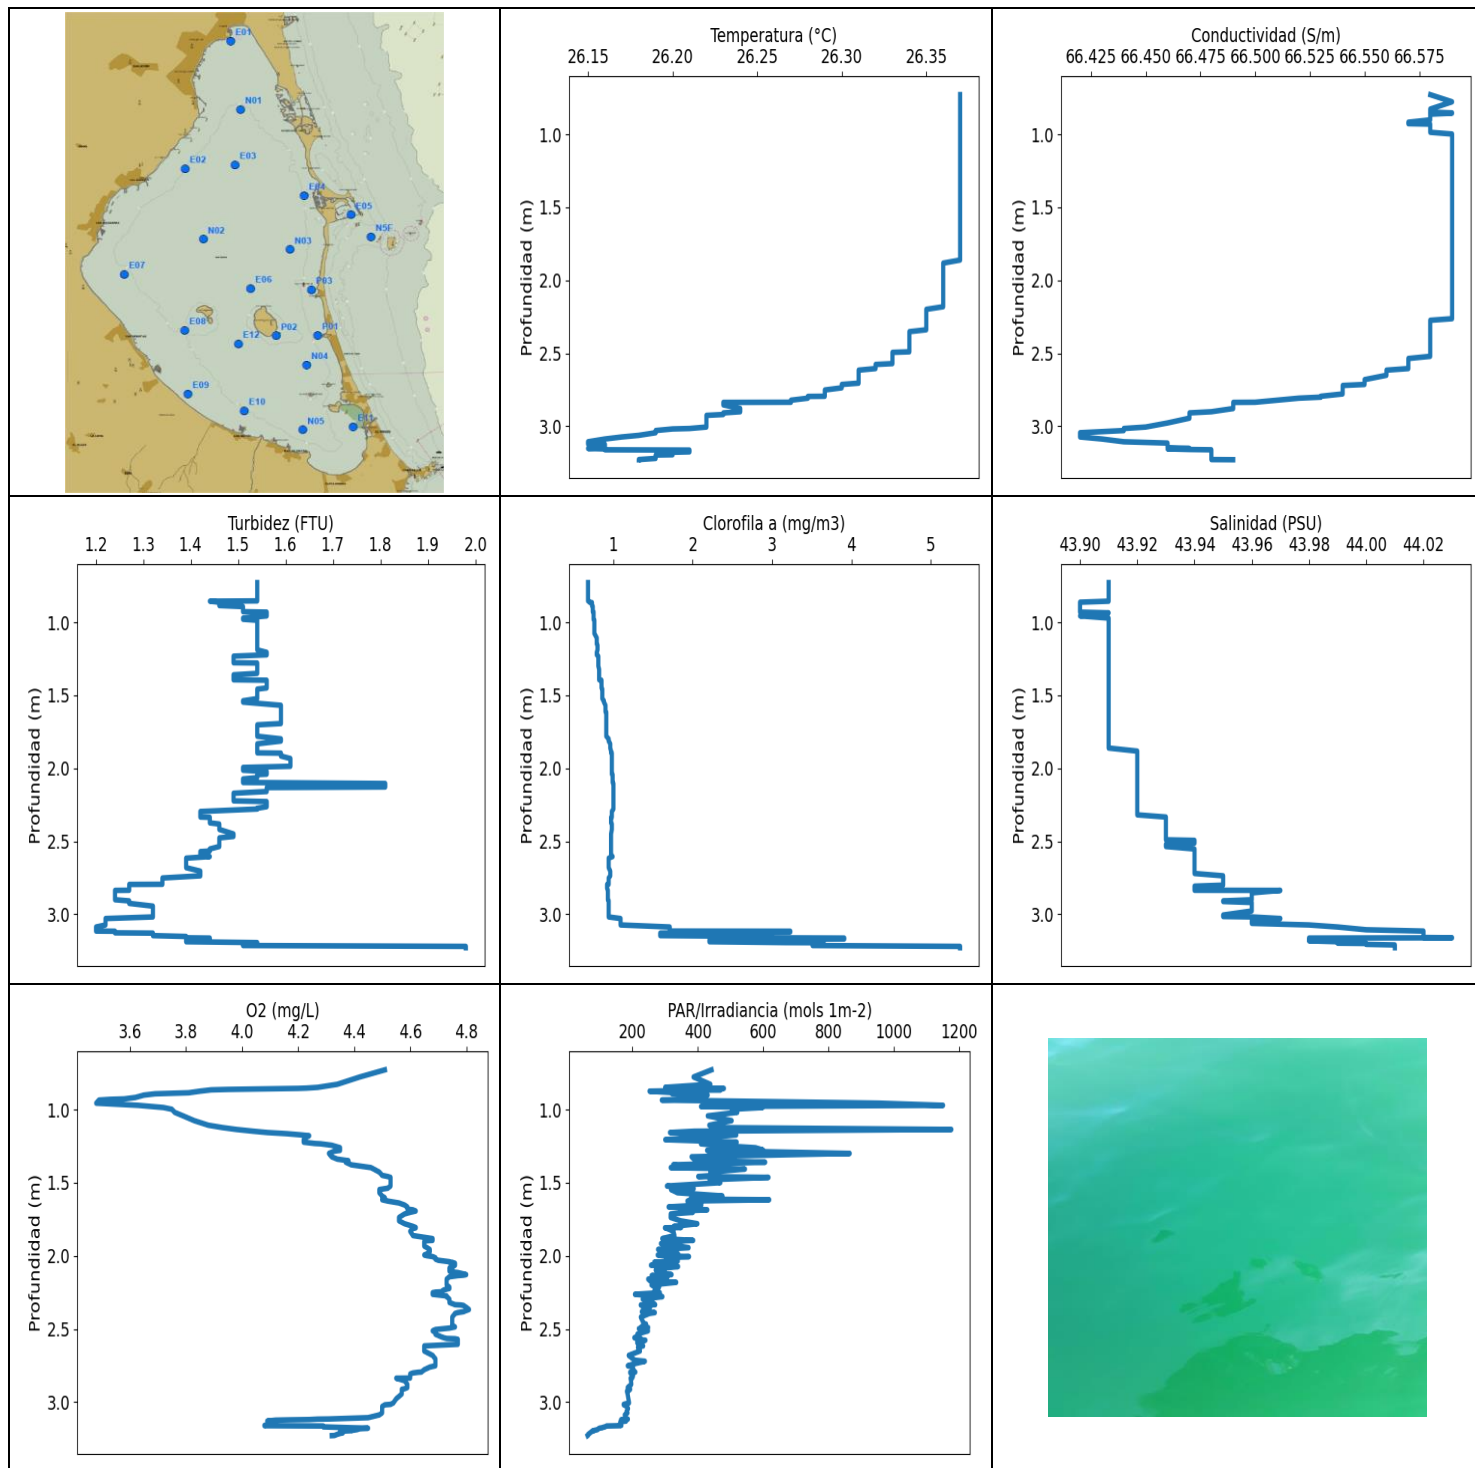 E01
N01
E02
E03
E04
E05
N5F
N02
N03
E07
E06
P03
E08
E12
P02
P01
N04
E09
E10
N05
E11
Temperatura (°C)
26.15 26.20 26.25 26.30 26.35
Profundidad (m)
1.0
1.5
2.0
2.5
3.0
Conductividad (S/m)
66.425 66.450 66.475 66.500 66.525 66.550 66.575
Profundidad (m)
1.0
1.5
2.0
2.5
3.0
Turbidez (FTU)
1.2 1.3 1.4 1.5 1.6 1.7 1.8 1.9 2.0
Profundidad (m)
1.0
1.5
2.0
2.5
3.0
Clorofila a (mg/m3)
1 2 3 4 5
Profundidad (m)
1.0
1.5
2.0
2.5
3.0
Salinidad (PSU)
43.90 43.92 43.94 43.96 43.98 44.00 44.02
Profundidad (m)
1.0
1.5
2.0
2.5
3.0
O2 (mg/L)
3.6 3.8 4.0 4.2 4.4 4.6 4.8
Profundidad (m)
1.0
1.5
2.0
2.5
3.0
PAR/Irradiancia (mols 1m-2)
200 400 600 800 1000 1200
Profundidad (m)
1.0
1.5
2.0
2.5
3.0